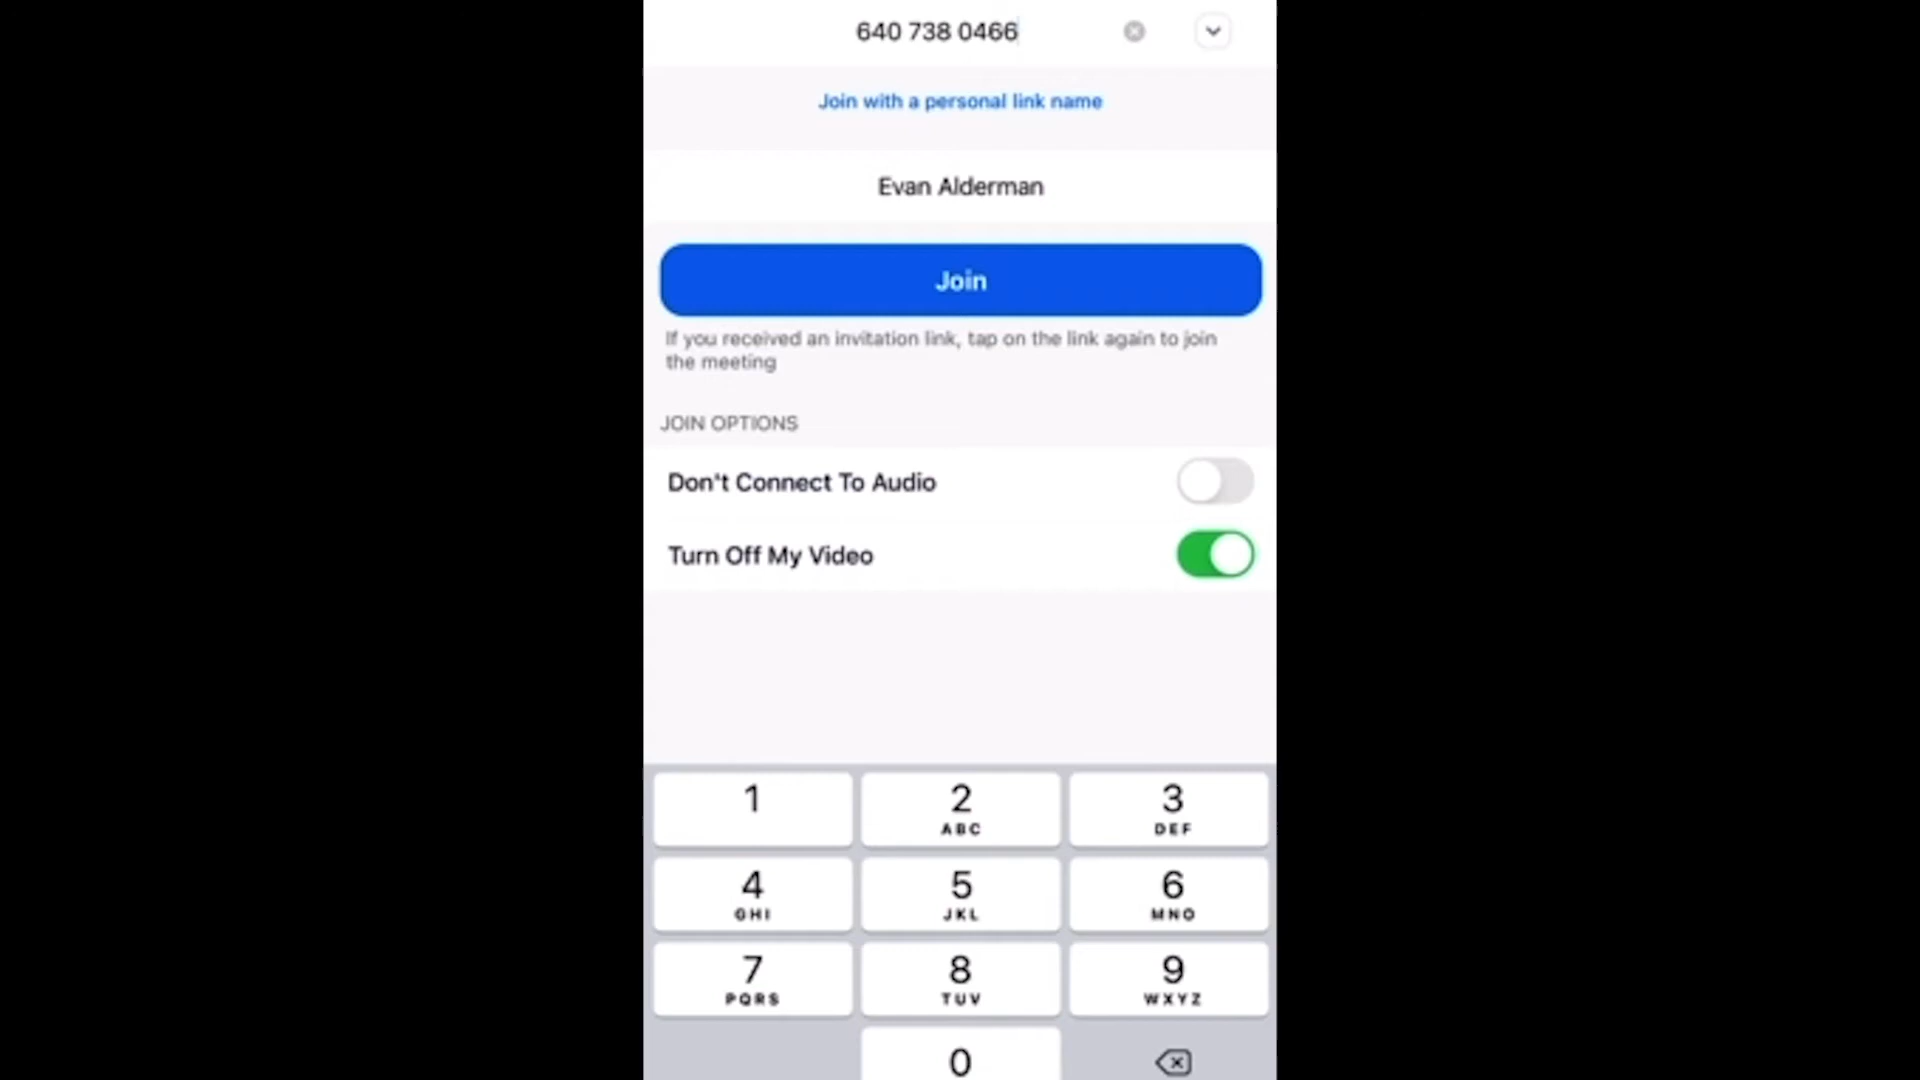 640 738 0466
Join with a personal link name
Evan Alderman
Join
If you received an invitation link, tap on the link again to join
the meeting
JOIN OPTIONS
Don't Connect To Audio
Turn Off My Video
1 2 3
ABC DEF
4 5 6
GHI JKL MNO
7 8 9
PQRS TUV WXYZ
0